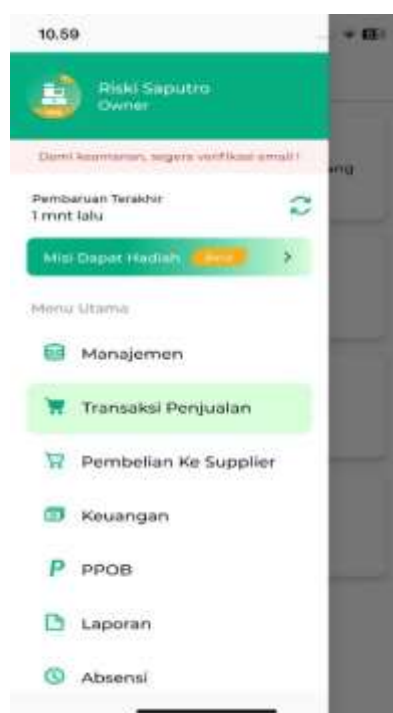 10.59
Riski Saputro
Owner
Demi keamanan, segera verifikasi email!
Pembaruan Terakhir
1 mnt lalu
Misi Dapat Hadiah
Menu Utama
Manajemen
Transaksi Penjualan
Pembelian Ke Supplier
Keuangan
PPOB
Laporan
Absensi